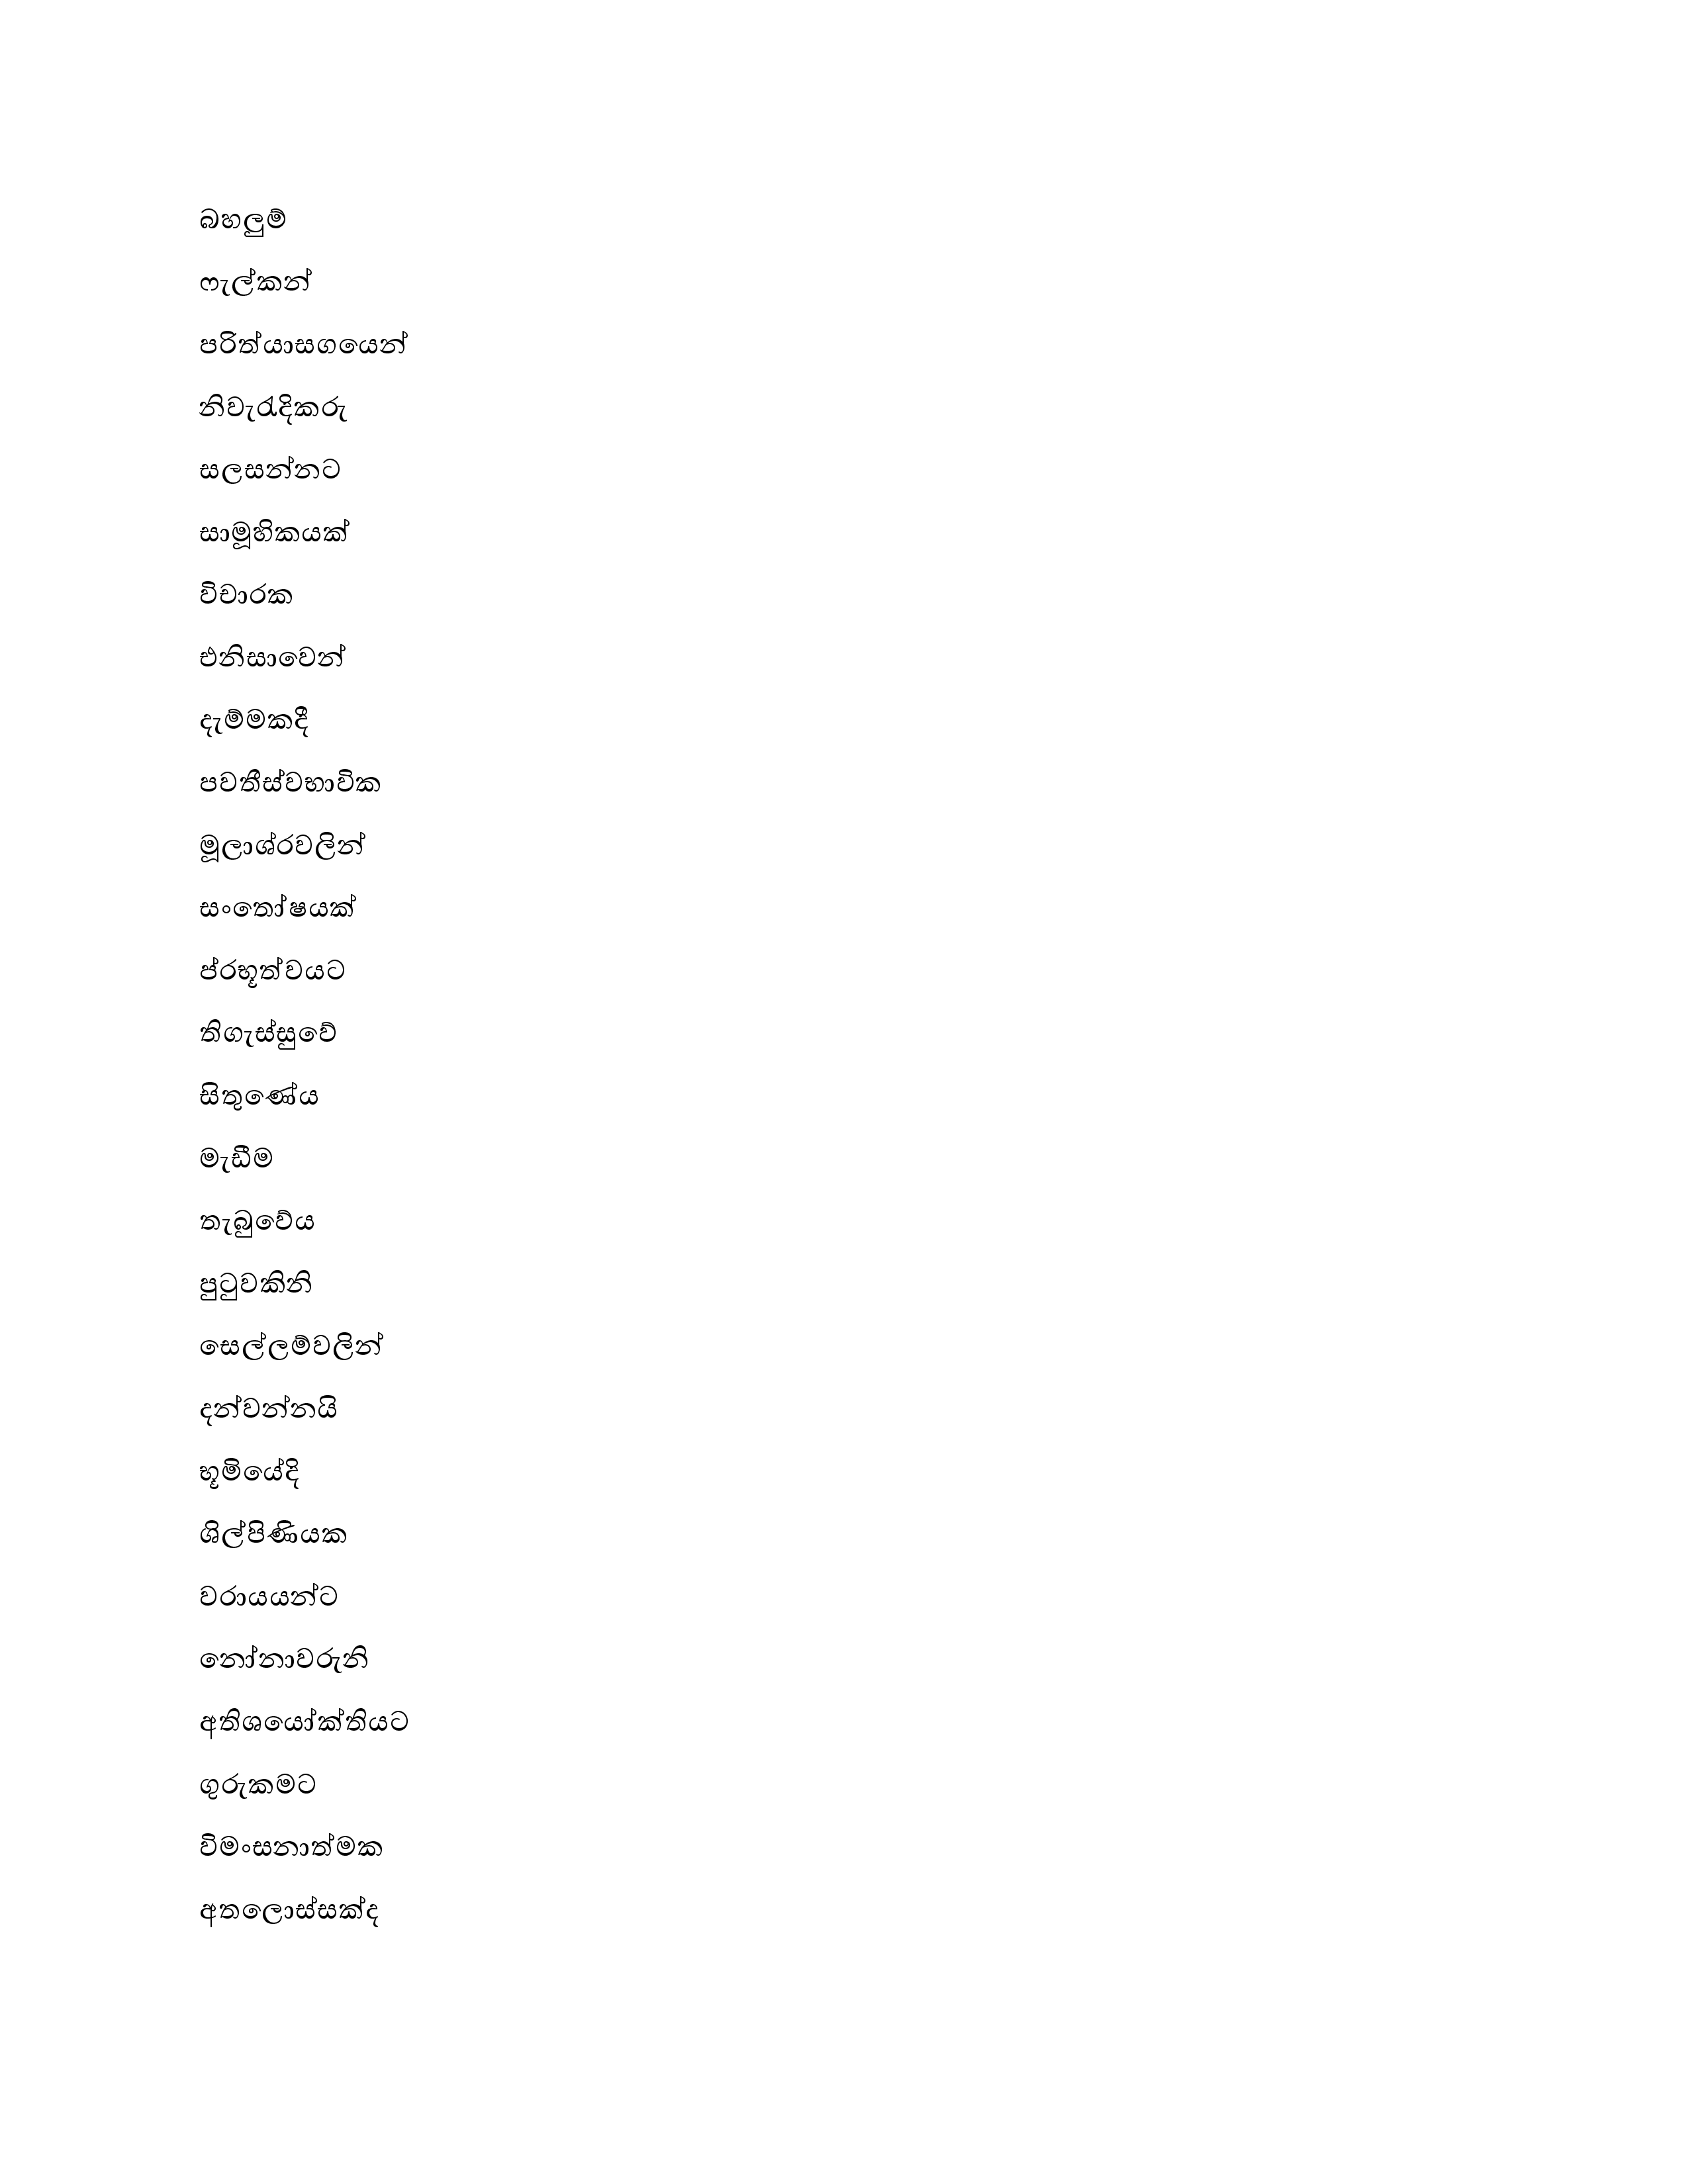 බහලුම්
ෆැල්කන්
පරිත්යාසගයෙන්
නිවැරැදිකරු
සලසන්නට
සාමූහිකයක්
විචාරක
එනිසාවෙන්
දැම්මකදී
පවතීස්වභාවික
මූලාශ්රවලින්
සංතෝෂයක්
ප්රභූත්වයට
තිගැස්සුවේ
සිතුණේය
මැඩීම
තැබුවේය
පුටුවකිනි
සෙල්ලම්වලින්
දන්වන්නයි
භූමියේදි
ශිල්පිණියක
වරායයන්ට
නෝනාවරුනි
අතිශයෝක්තියට
ගුරුකමට
විමංසනාත්මක
අතලොස්සක්ද